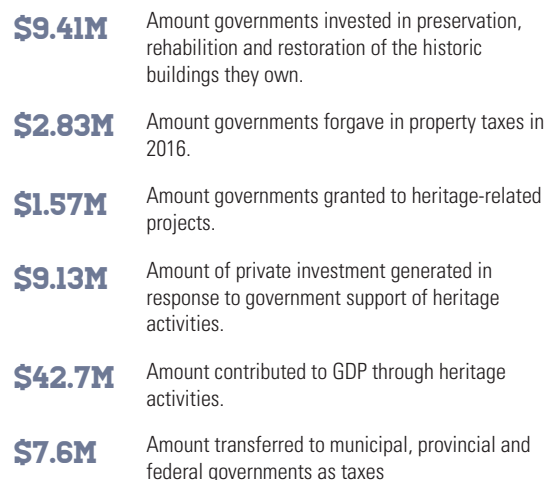 $9.41M Amount governments invested in preservation,
rehabilition and restoration of the historic
buildings they own.
$2.83M Amount governments forgave in property taxes in
2016.
$1.57M Amount governments granted to heritage-related
projects.
$9.13M Amount of private investment generated in
response to government support of heritage
activities.
$42.7M Amount contributed to GDP through heritage
activities.
$7.6M Amount transferred to municipal, provincial and
federal governments as taxes